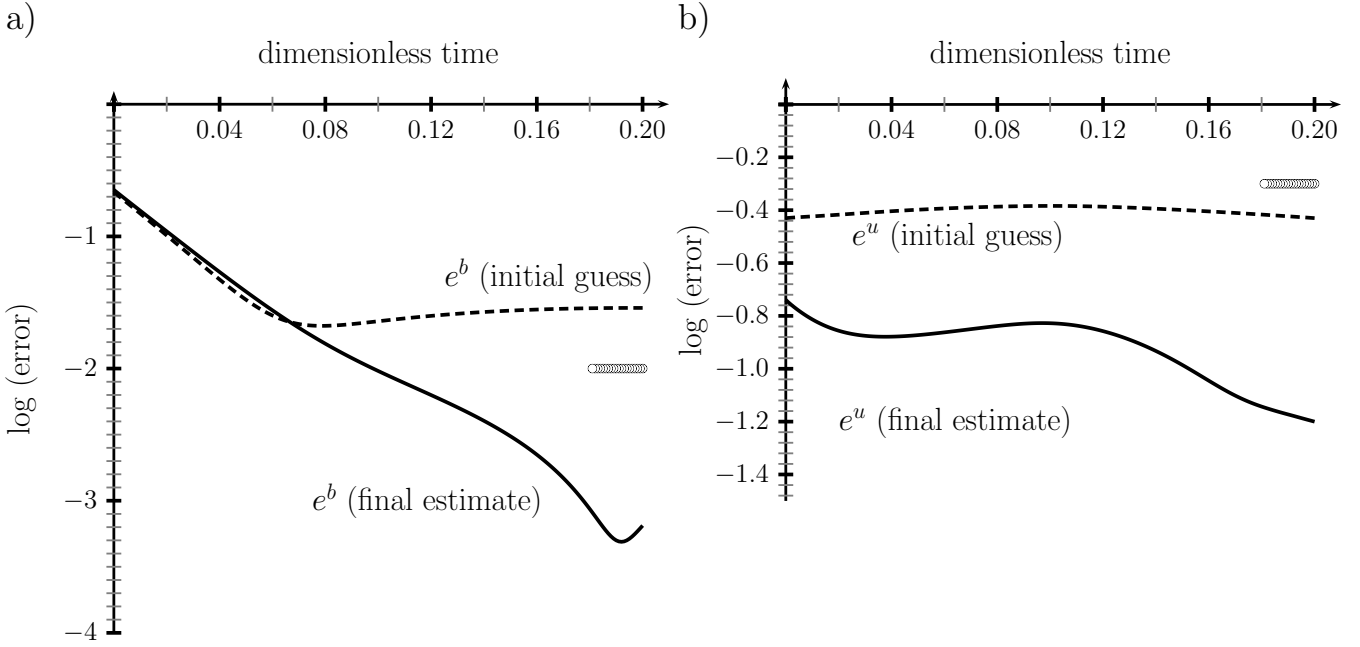 a)
dimensionless time
0.04 0.08 0.12 0.16 0.20
−1
−2
−3
−4
log (error)
e^b (initial guess)
e^b (final estimate)
b)
dimensionless time
0.04 0.08 0.12 0.16 0.20
−0.2
−0.4
−0.6
−0.8
−1.0
−1.2
−1.4
log (error)
e^u (initial guess)
e^u (final estimate)